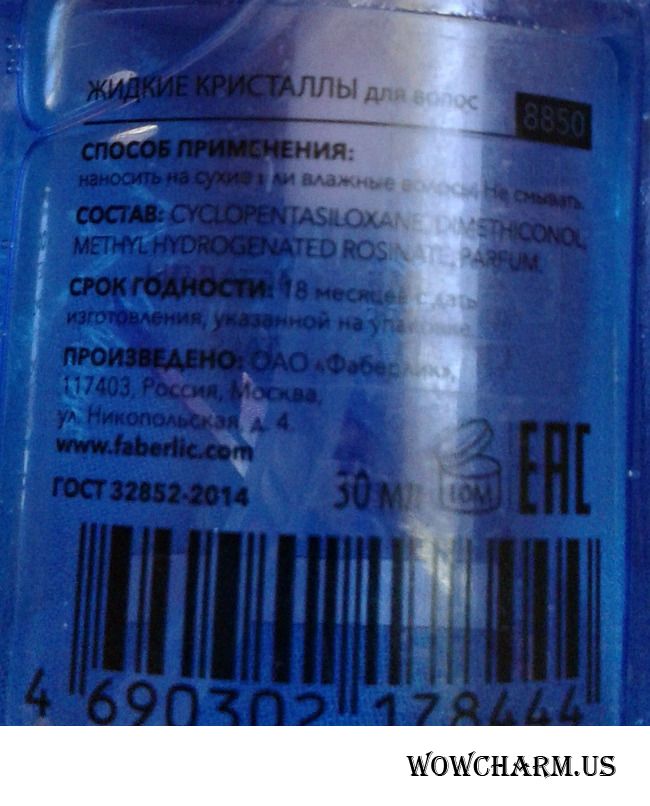 ЖИДКИЕ КРИСТАЛЛЫ для волос
8850
СПОСОБ ПРИМЕНЕНИЯ:
наносить на сухие или влажные волосы. Не смывать.
СОСТАВ: CYCLOPENTASILOXANE, DIMETHICONOL,
METHYL HYDROGENATED ROSINATE, PARFUM.
СРОК ГОДНОСТИ: 18 месяцев с даты
изготовления, указанной на упаковке.
ПРОИЗВЕДЕНО: ОАО «Фаберлик»,
117403, Россия, Москва,
ул. Никопольская, д. 4.
www.faberlic.com
ГОСТ 32852-2014
30 мл
EAC
4 690302 178444
WOWCHARM.US